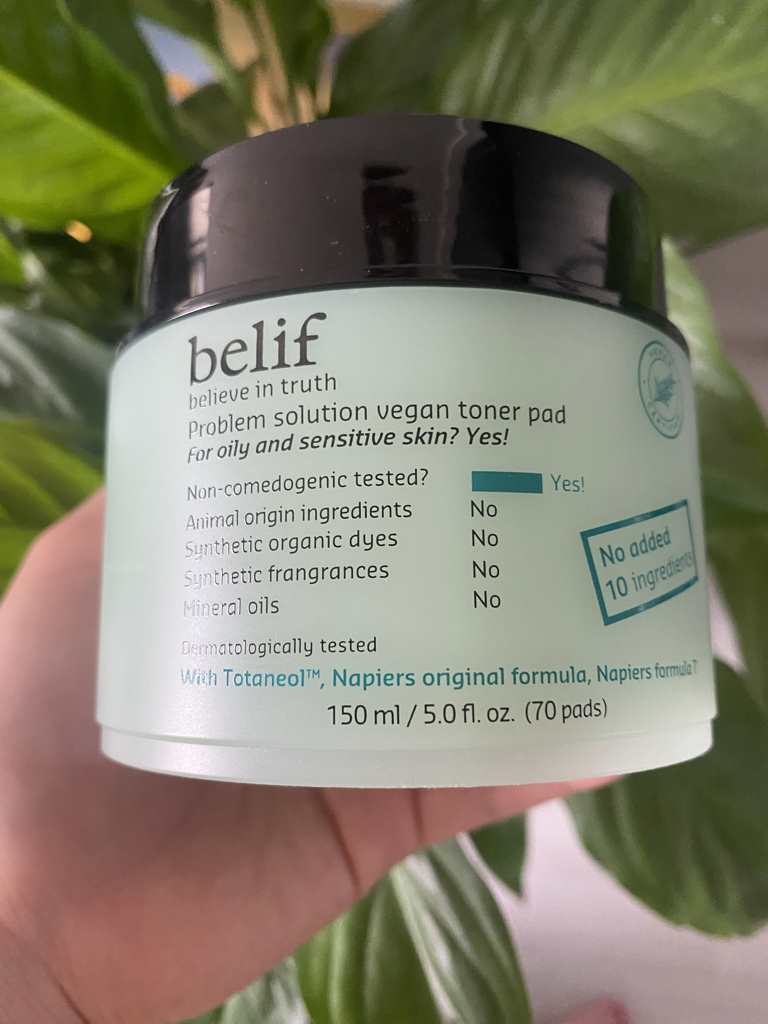 belif
believe in truth
Problem solution vegan toner pad
For oily and sensitive skin? Yes!
Non-comedogenic tested? Yes!
Animal origin ingredients No
Synthetic organic dyes No
Synthetic frangrances No
Mineral oils No
No added
10 ingredients
Dermatologically tested
With Totaneol™, Napiers original formula, Napiers formula
150 ml / 5.0 fl. oz. (70 pads)